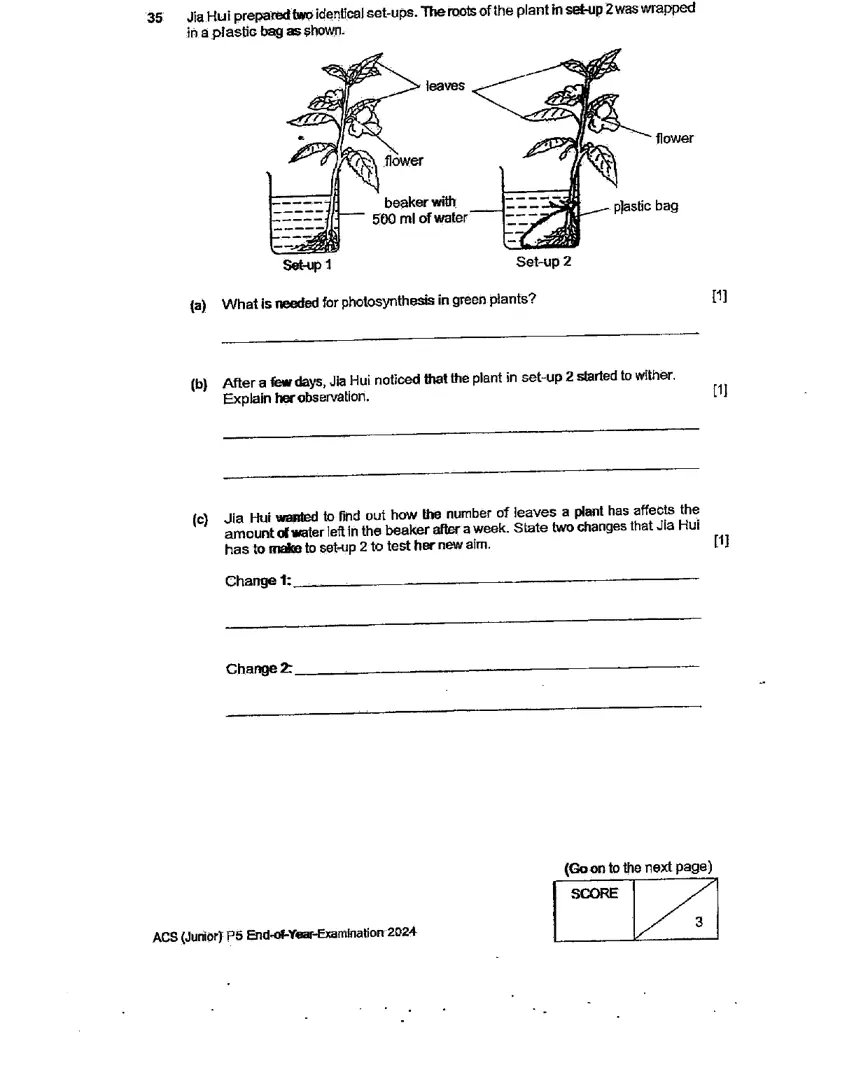 35 Jia Hui prepared two identical set-ups. The roots of the plant in set-up 2 was wrapped
in a plastic bag as shown.
leaves
flower
flower
beaker with
500 ml of water
plastic bag
Set-up 1
Set-up 2
(a) What is needed for photosynthesis in green plants? [1]
(b) After a few days, Jia Hui noticed that the plant in set-up 2 started to wither.
Explain her observation. [1]
(c) Jia Hui wanted to find out how the number of leaves a plant has affects the
amount of water left in the beaker after a week. State two changes that Jia Hui
has to make to set-up 2 to test her new aim. [1]
Change 1:
Change 2:
(Go on to the next page)
SCORE
3
ACS (Junior) P5 End-of-Year-Examination 2024